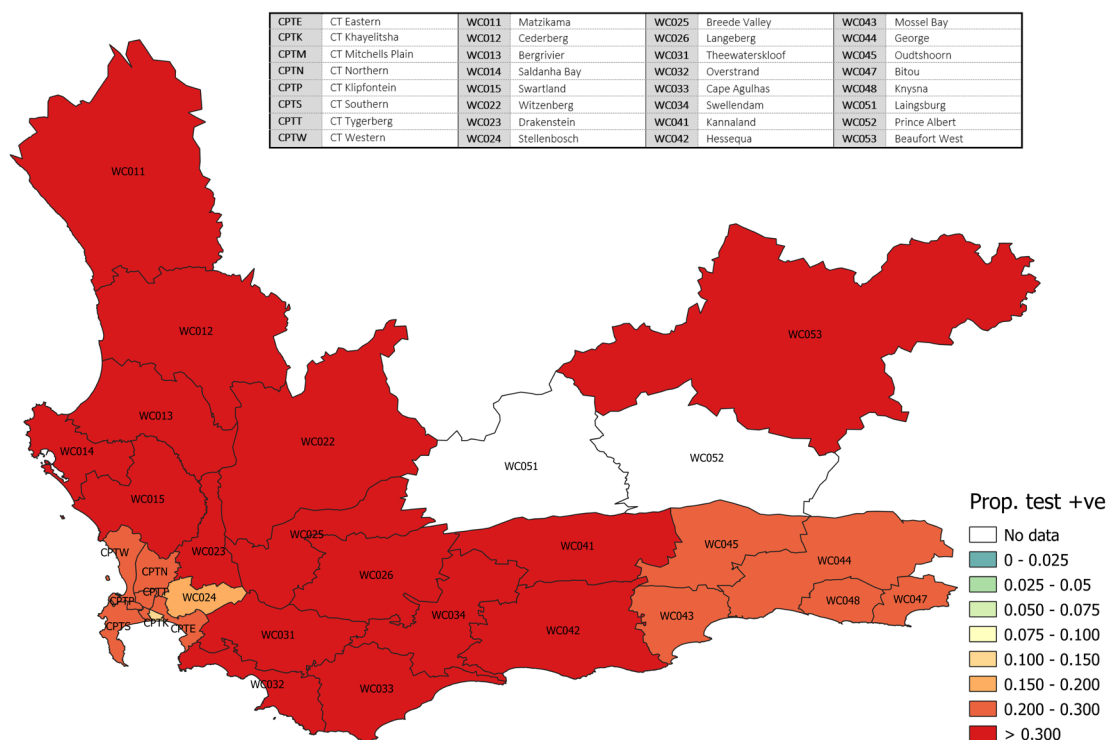 CPTE CT Eastern WC011 Matzikama WC025 Breede Valley WC043 Mossel Bay
CPTK CT Khayelitsha WC012 Cederberg WC026 Langeberg WC044 George
CPTM CT Mitchells Plain WC013 Bergrivier WC031 Theewaterskloof WC045 Oudtshoorn
CPTN CT Northern WC014 Saldanha Bay WC032 Overstrand WC047 Bitou
CPTP CT Klipfontein WC015 Swartland WC033 Cape Agulhas WC048 Knysna
CPTS CT Southern WC022 Witzenberg WC034 Swellendam WC051 Laingsburg
CPTT CT Tygerberg WC023 Drakenstein WC041 Kannaland WC052 Prince Albert
CPTW CT Western WC024 Stellenbosch WC042 Hessequa WC053 Beaufort West
WC011
WC012
WC053
WC013
WC022
WC014
WC051
WC052
WC015
WC025
CPTW
WC023
WC041
WC045
WC044
CPTN
WC026
CPTT
WC024
CPTP
WC048
WC047
WC034
WC043
CPTS
CPTK
CPTE
WC031
WC042
WC032
WC033
Prop. test +ve
No data
0 - 0.025
0.025 - 0.05
0.050 - 0.075
0.075 - 0.100
0.100 - 0.150
0.150 - 0.200
0.200 - 0.300
> 0.300